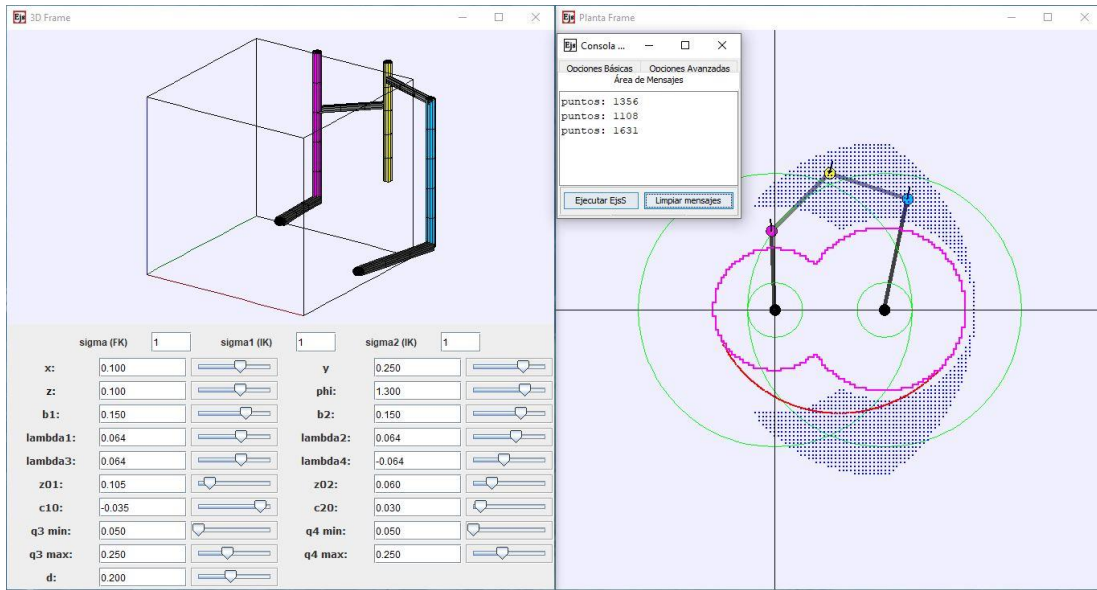 Ejs 3D Frame
Ejs Planta Frame
Ejs Consola ...
Opciones Básicas Opciones Avanzadas
Área de Mensajes
puntos: 1356
puntos: 1108
puntos: 1631
Ejecutar EjsS Limpiar mensajes
sigma (FK) 1 sigma1 (IK) 1 sigma2 (IK) 1
x: 0.100 y 0.250
z: 0.100 phi: 1.300
b1: 0.150 b2: 0.150
lambda1: 0.064 lambda2: 0.064
lambda3: 0.064 lambda4: -0.064
z01: 0.105 z02: 0.060
c10: -0.035 c20: 0.030
q3 min: 0.050 q4 min: 0.050
q3 max: 0.250 q4 max: 0.250
d: 0.200